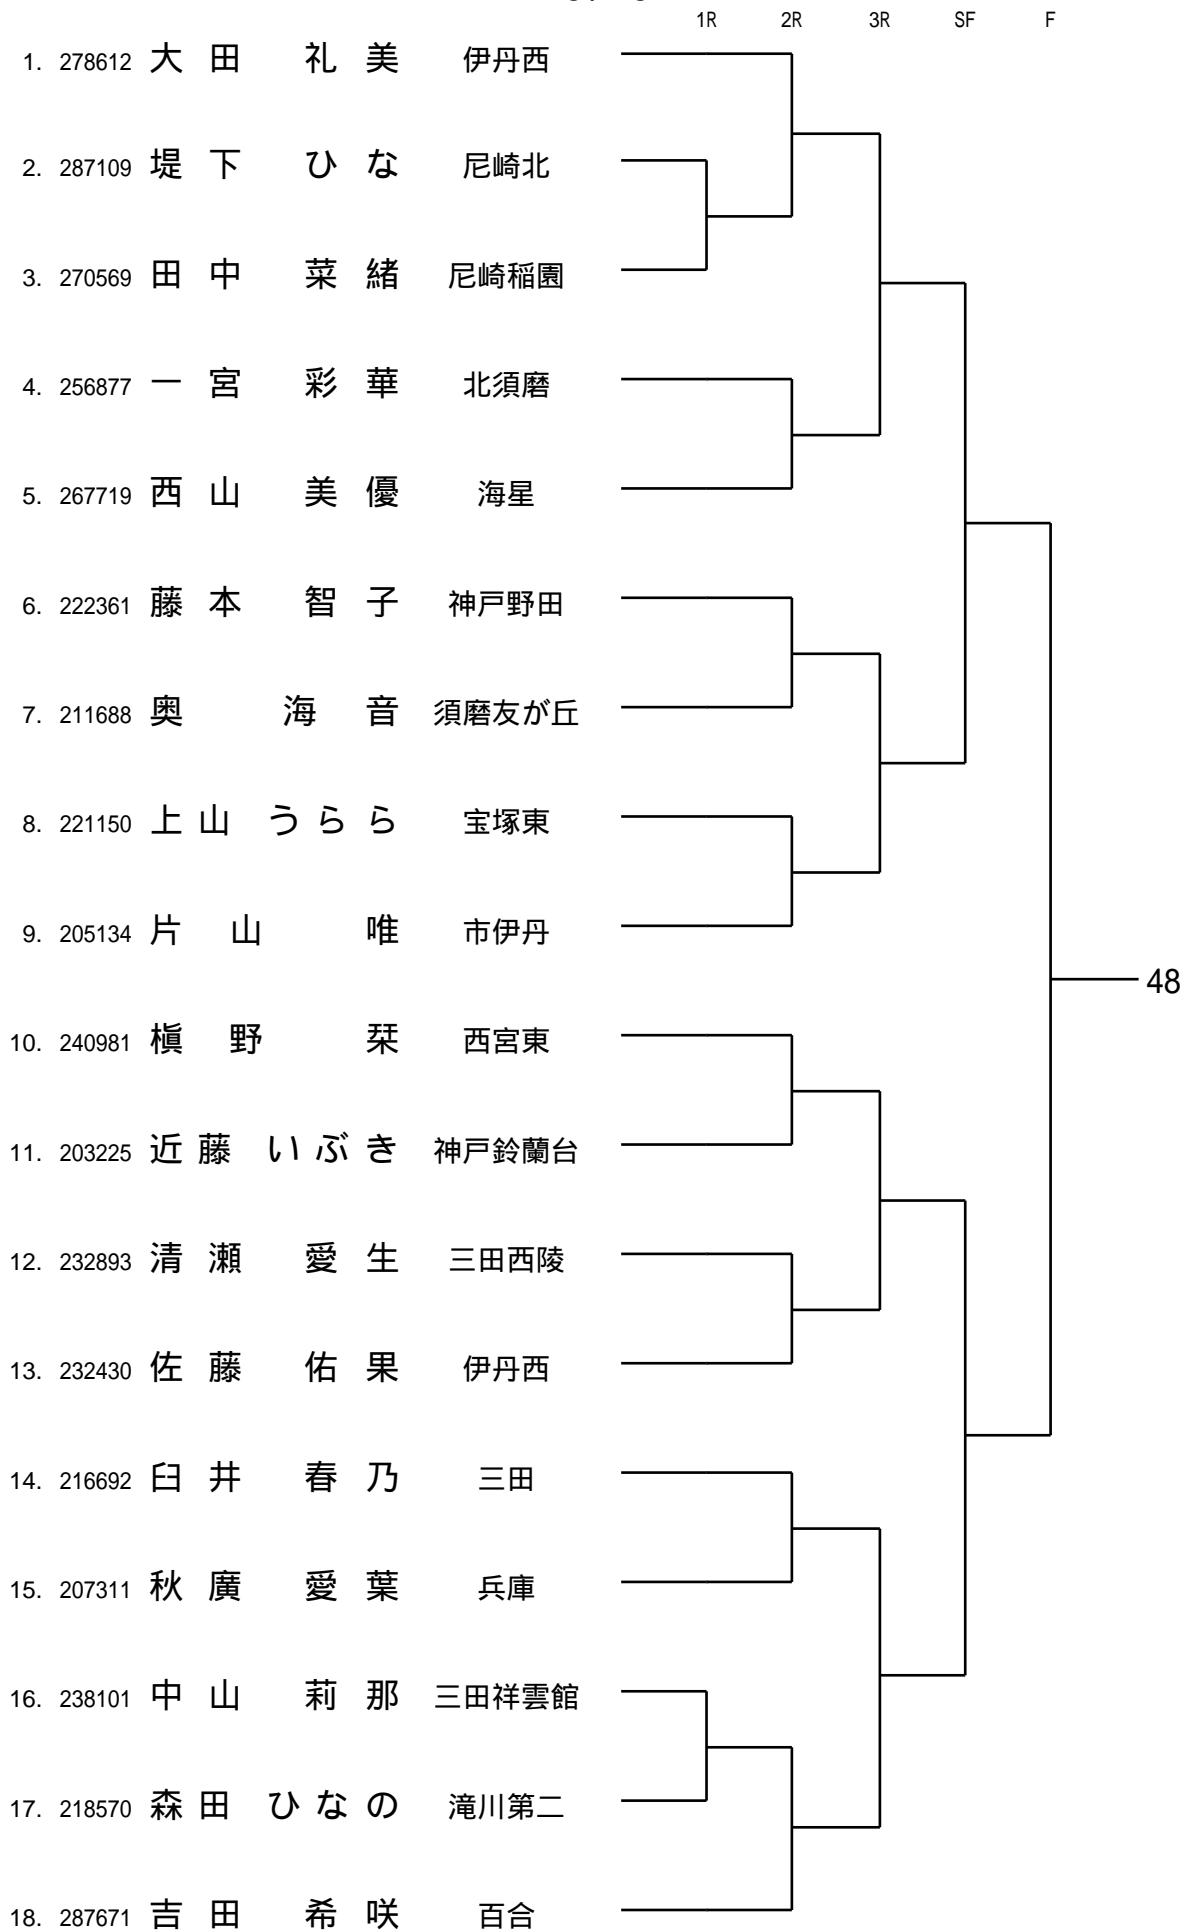 1R 2R 3R SF F
1. 278612 大田 礼美 伊丹西
2. 287109 堤下 ひな 尼崎北
3. 270569 田中 菜緒 尼崎稲園
4. 256877 一宮 彩華 北須磨
5. 267719 西山 美優 海星
6. 222361 藤本 智子 神戸野田
7. 211688 奥 海音 須磨友が丘
8. 221150 上山 うらら 宝塚東
9. 205134 片山 唯 市伊丹
48
10. 240981 槇野 栞 西宮東
11. 203225 近藤 いぶき 神戸鈴蘭台
12. 232893 清瀬 愛生 三田西陵
13. 232430 佐藤 佑果 伊丹西
14. 216692 臼井 春乃 三田
15. 207311 秋廣 愛葉 兵庫
16. 238101 中山 莉那 三田祥雲館
17. 218570 森田 ひなの 滝川第二
18. 287671 吉田 希咲 百合